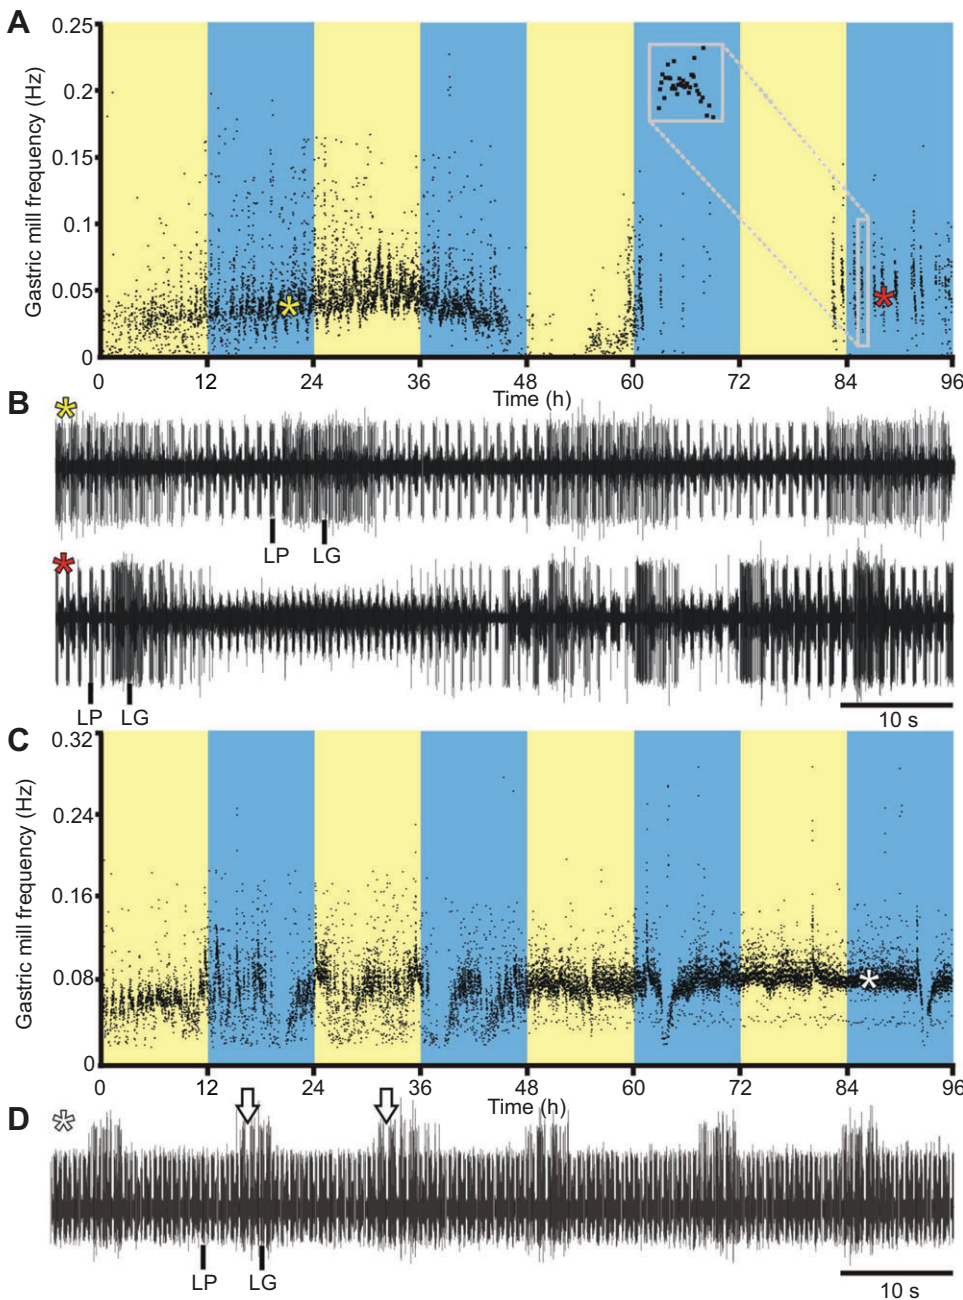 A
Gastric mill frequency (Hz)
0.25
0.2
0.15
0.1
0.05
0
0 12 24 36 48 60 72 84 96
Time (h)
B
LP LG
LP LG
10 s
C
Gastric mill frequency (Hz)
0.32
0.24
0.16
0.08
0
0 12 24 36 48 60 72 84 96
Time (h)
D
LP LG
10 s